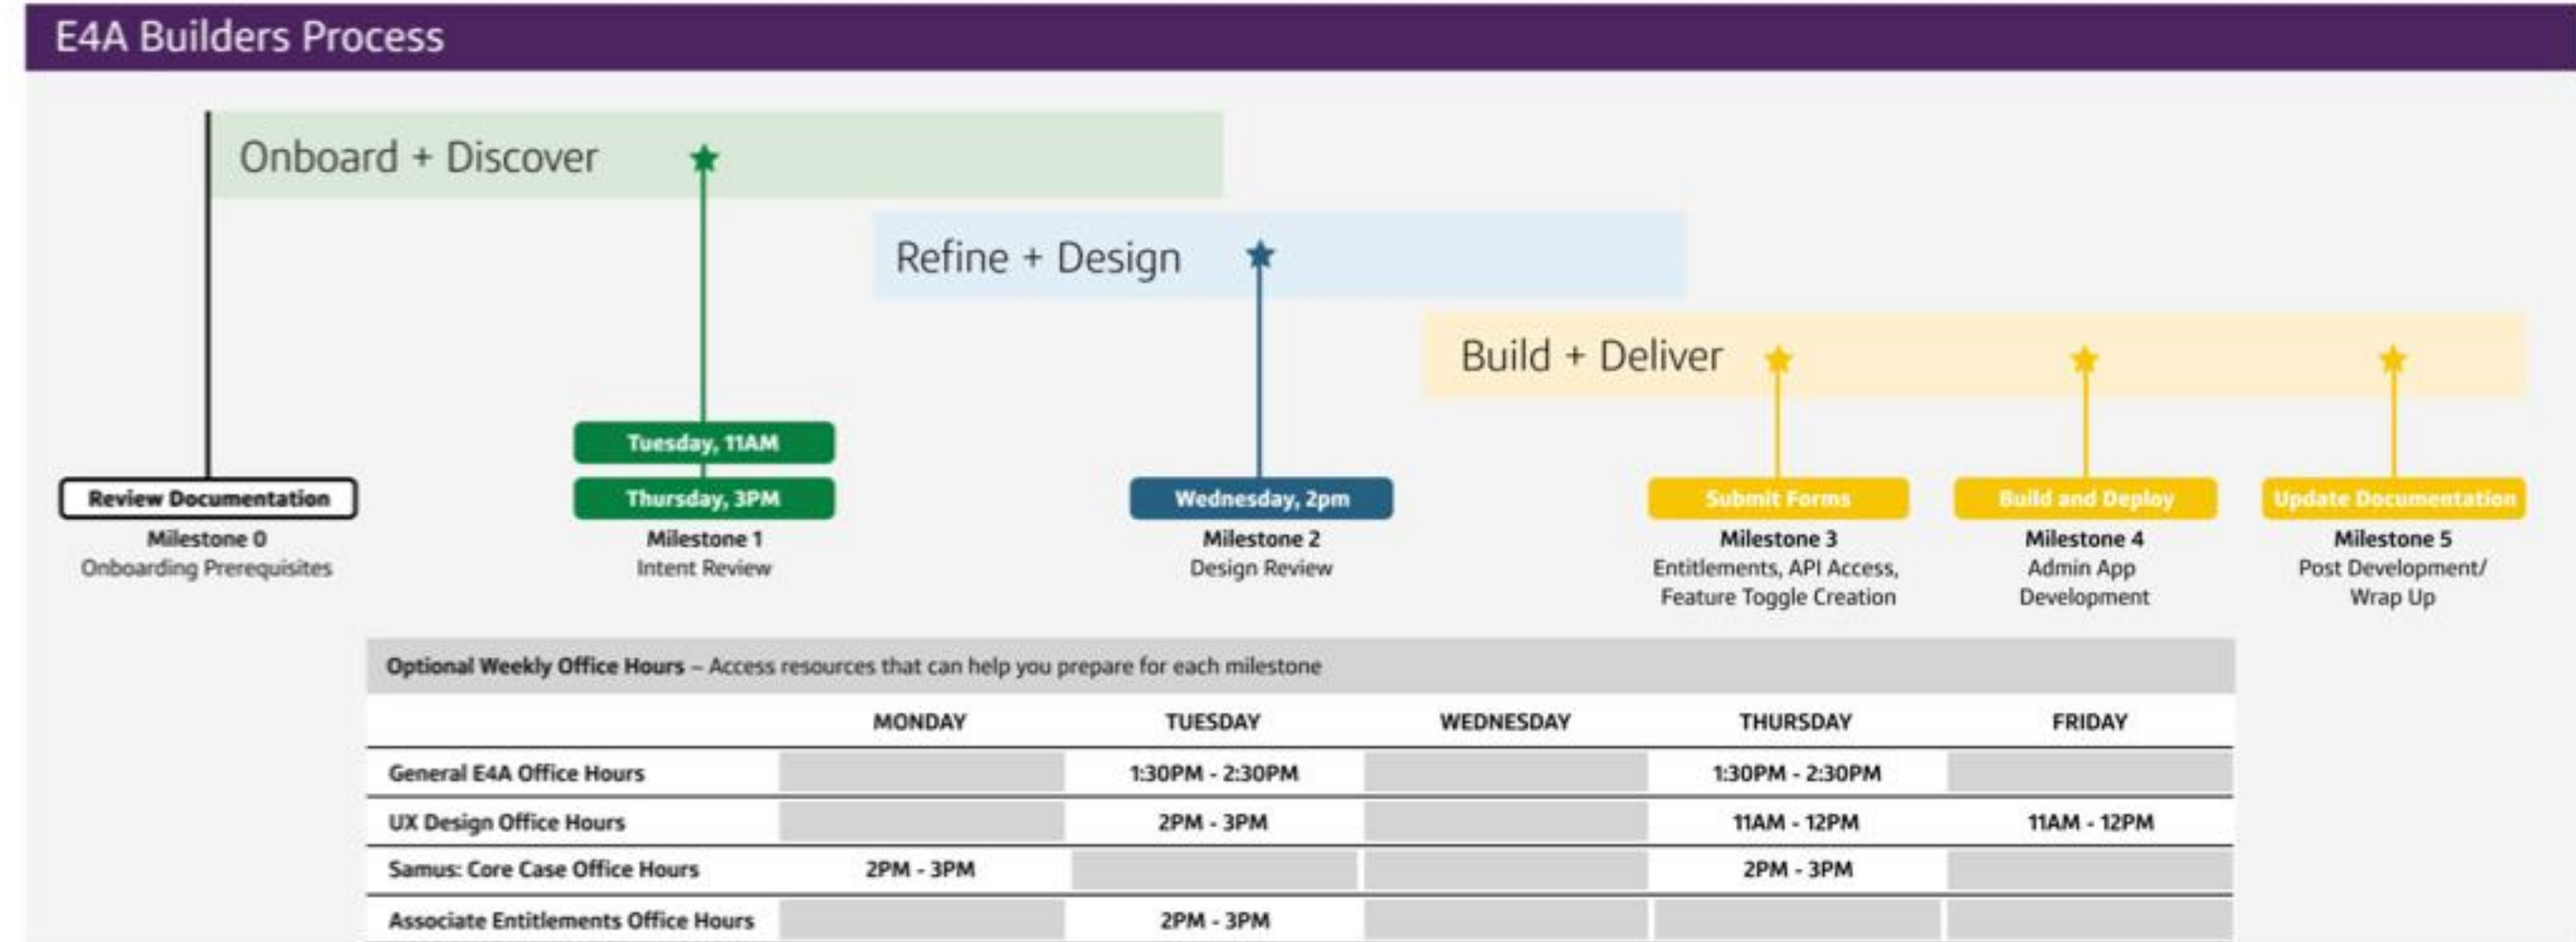 E4A Builders Process
Onboard + Discover
Refine + Design
Build + Deliver
Tuesday, 11AM
Review Documentation
Thursday, 3PM
Wednesday, 2pm
Submit Forms
Build and Deploy
Update Documentation
Milestone 0
Onboarding Prerequisites
Milestone 1
Intent Review
Milestone 2
Design Review
Milestone 3
Entitlements, API Access,
Feature Toggle Creation
Milestone 4
Admin App
Development
Milestone 5
Post Development/
Wrap Up
Optional Weekly Office Hours – Access resources that can help you prepare for each milestone
MONDAY TUESDAY WEDNESDAY THURSDAY FRIDAY
General E4A Office Hours 1:30PM - 2:30PM 1:30PM - 2:30PM
UX Design Office Hours 2PM - 3PM 11AM - 12PM 11AM - 12PM
Samus: Core Case Office Hours 2PM - 3PM 2PM - 3PM
Associate Entitlements Office Hours 2PM - 3PM